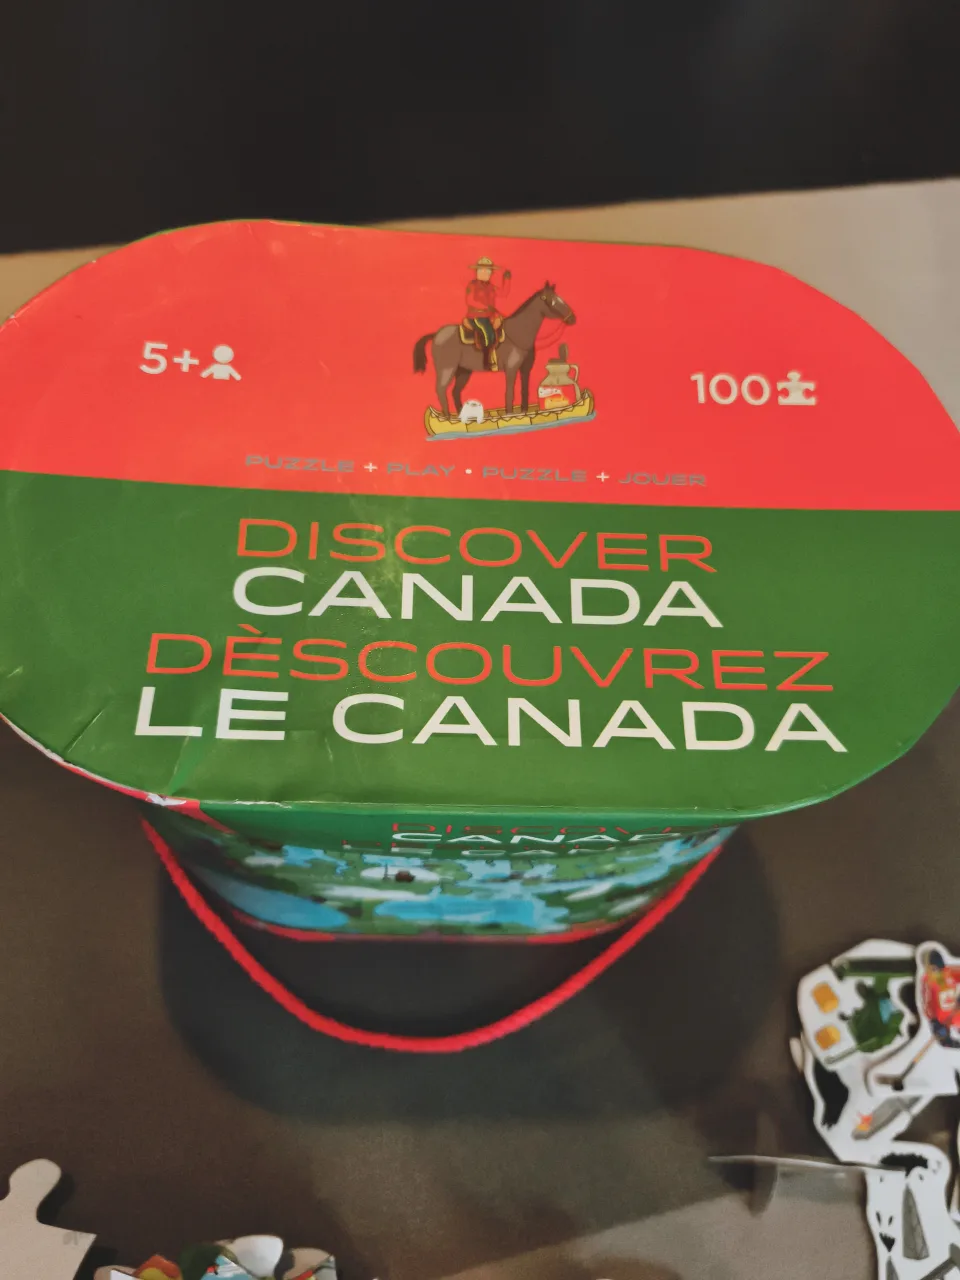 5+
100
PUZZLE + PLAY • PUZZLE + JOUER
DISCOVER
CANADA
DÈSCOUVREZ
LE CANADA